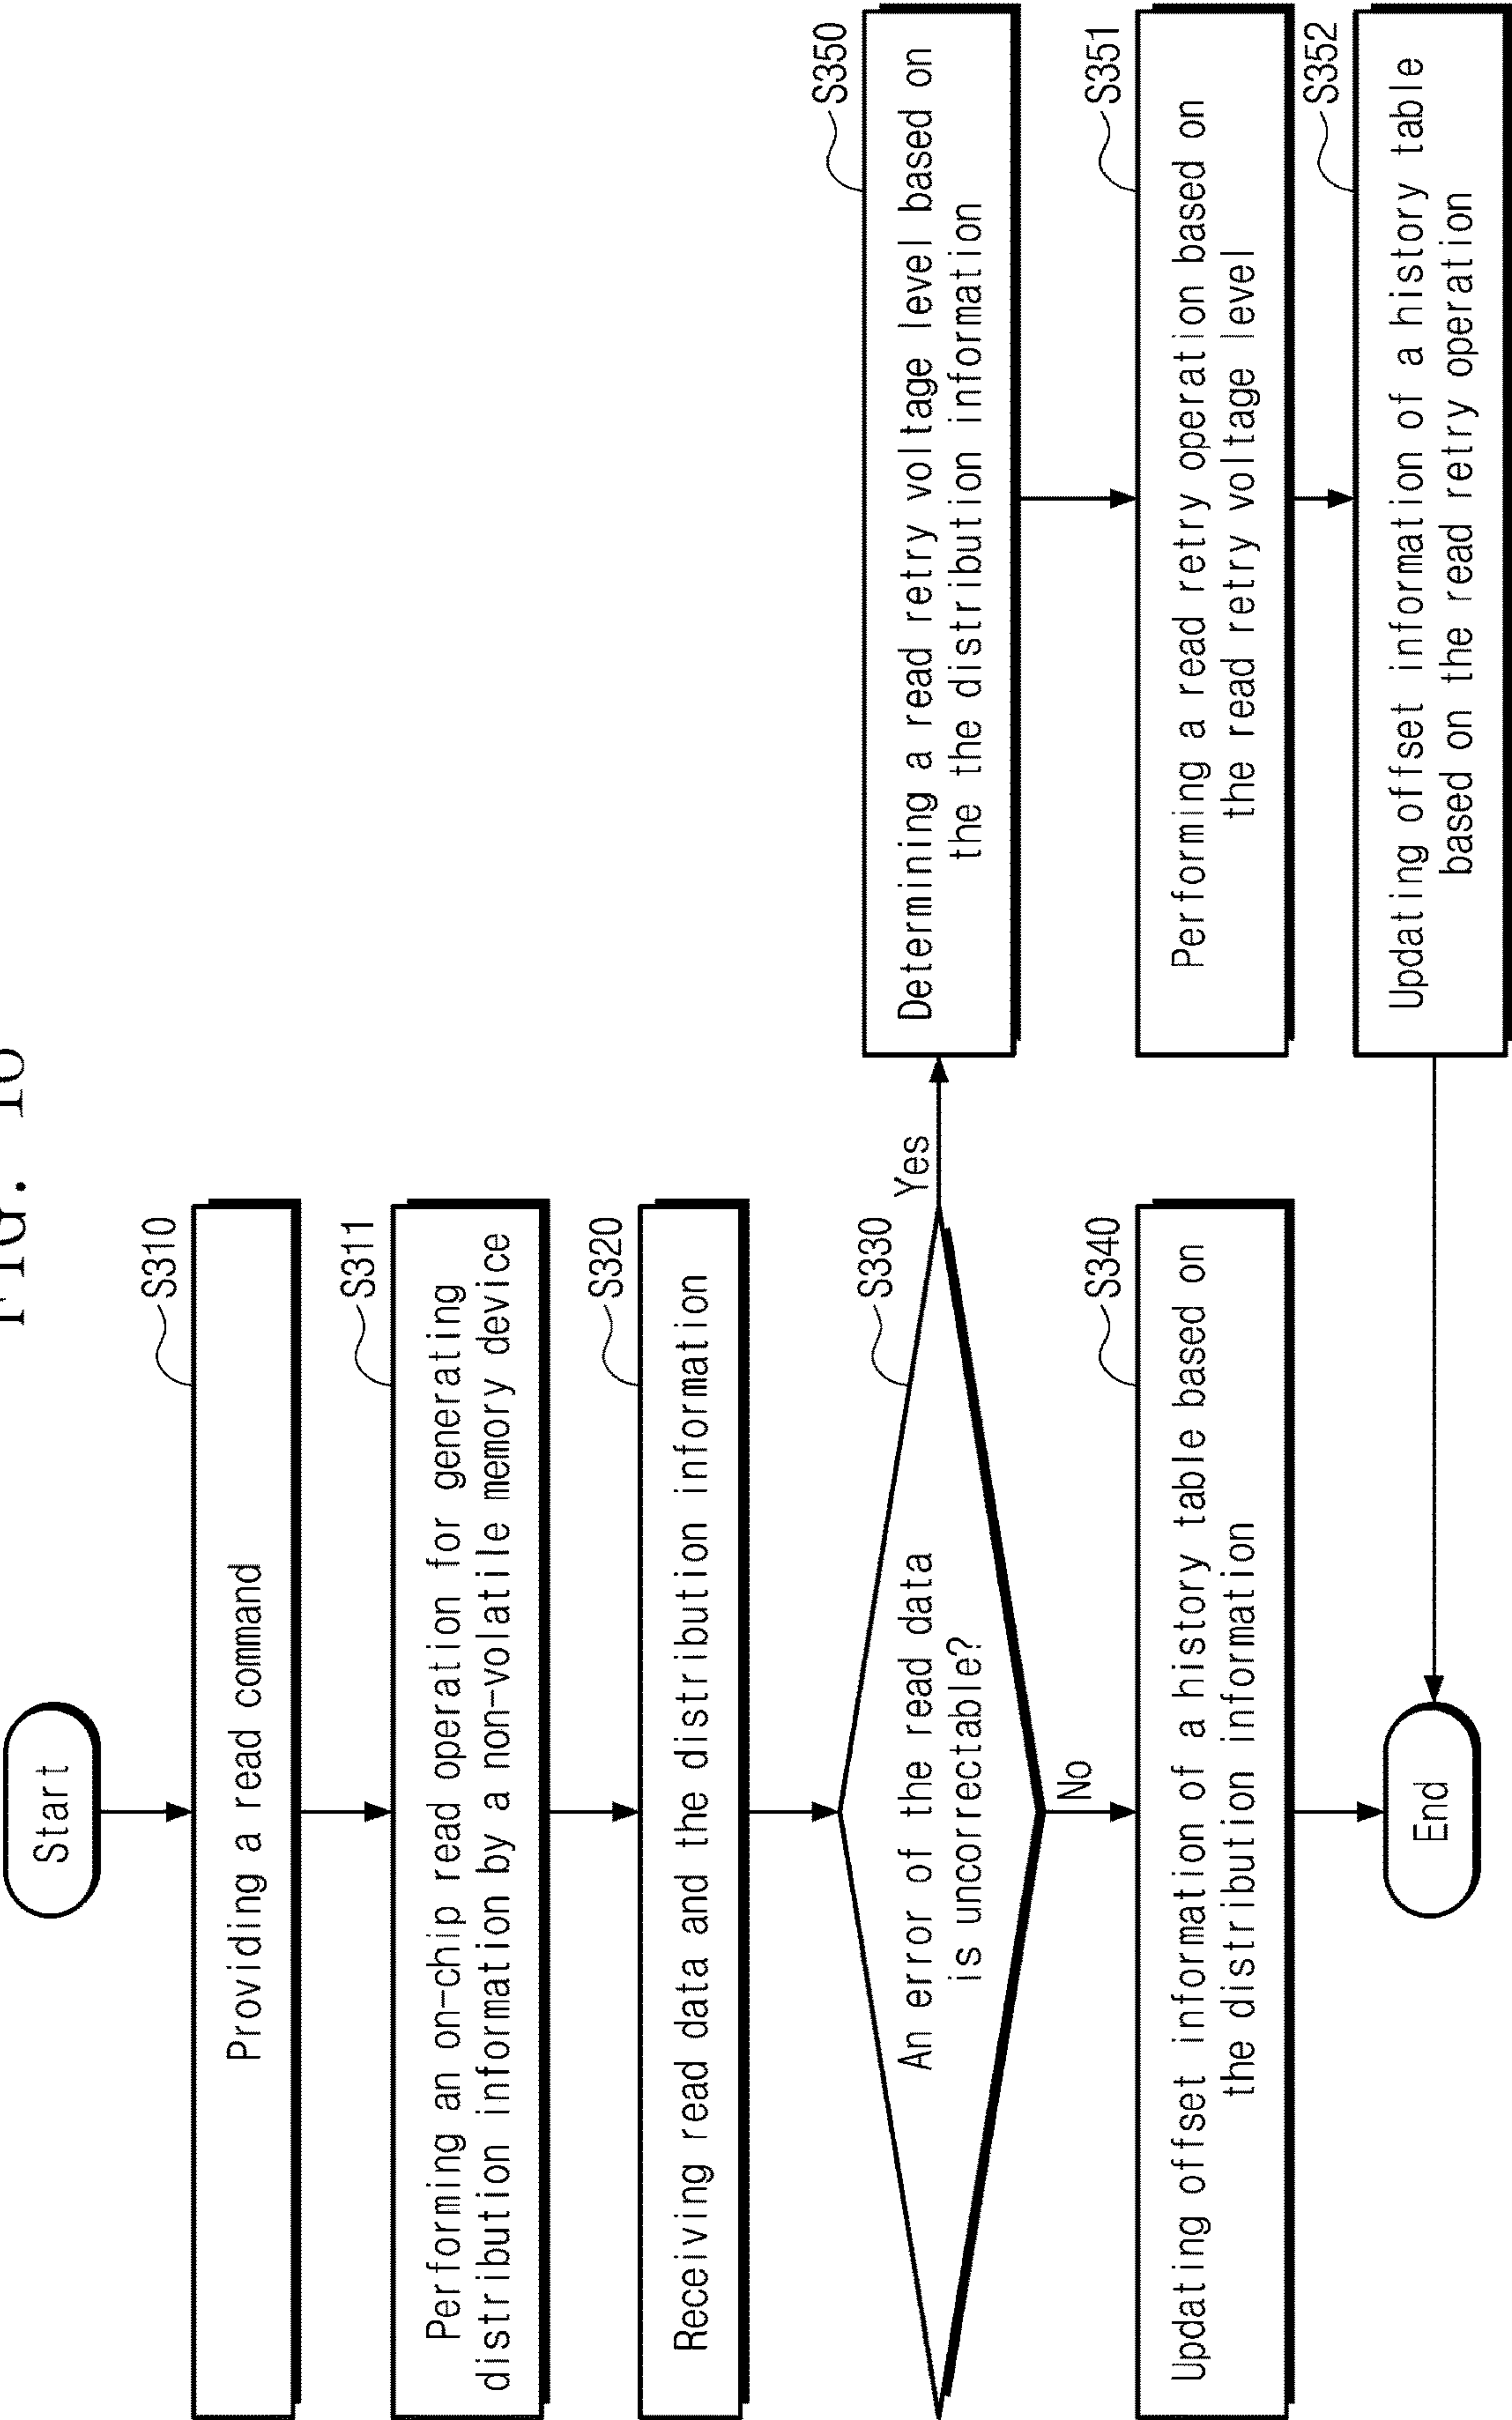 FIG.
Start
S310
Providing a read command
S311
Performing an on-chip read operation for generating
distribution information by a non-volatile memory device
S320
Receiving read data and the distribution information
S330
An error of the read data
is uncorrectable?
Yes
No
S340
Updating offset information of a history table based on
the distribution information
End
S350
Determining a read retry voltage level based on
the the distribution information
S351
Performing a read retry operation based on
the read retry voltage level
S352
Updating offset information of a history table
based on the read retry operation